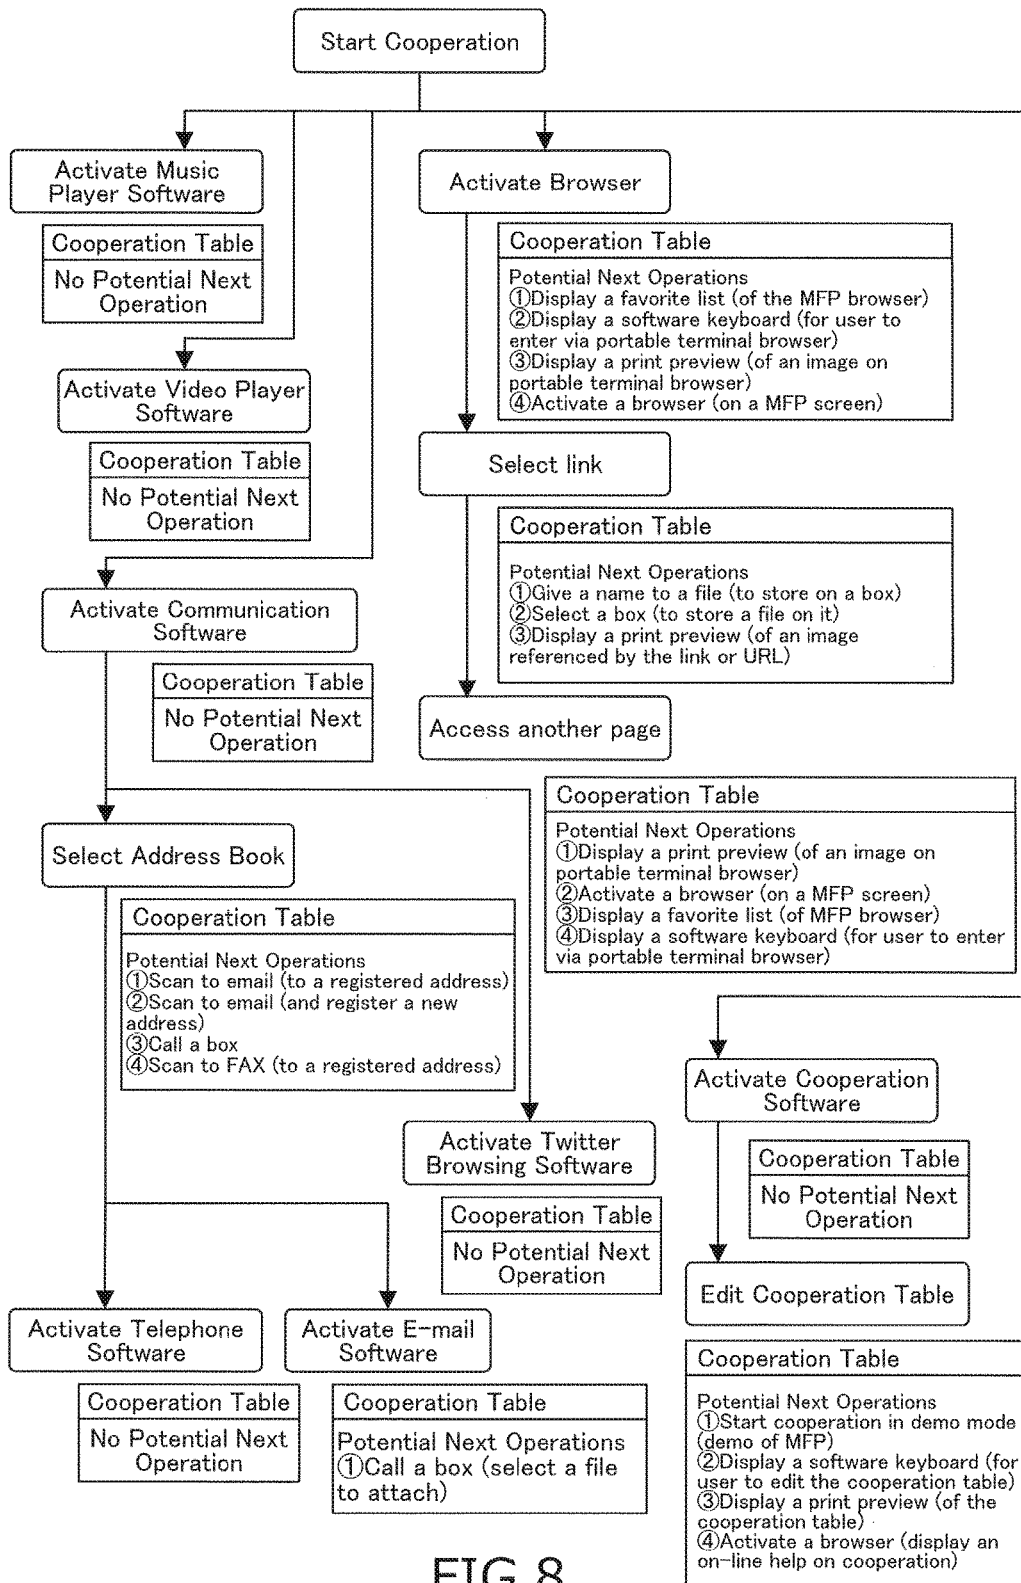 Start Cooperation
Activate Music
Player Software
Cooperation Table
No Potential Next
Operation
Activate Video Player
Software
Cooperation Table
No Potential Next
Operation
Activate Communication
Software
Cooperation Table
No Potential Next
Operation
Activate Browser
Cooperation Table
Potential Next Operations
①Display a favorite list (of the MFP browser)
②Display a software keyboard (for user to
enter via portable terminal browser)
③Display a print preview (of an image on
portable terminal browser)
④Activate a browser (on a MFP screen)
Select link
Cooperation Table
Potential Next Operations
①Give a name to a file (to store on a box)
②Select a box (to store a file on it)
③Display a print preview (of an image
referenced by the link or URL)
Access another page
Cooperation Table
Potential Next Operations
①Display a print preview (of an image on
portable terminal browser)
②Activate a browser (on a MFP screen)
③Display a favorite list (of MFP browser)
④Display a software keyboard (for user to enter
via portable terminal browser)
Select Address Book
Cooperation Table
Potential Next Operations
①Scan to email (to a registered address)
②Scan to email (and register a new
address)
③Call a box
④Scan to FAX (to a registered address)
Activate Twitter
Browsing Software
Cooperation Table
No Potential Next
Operation
Activate Telephone
Software
Cooperation Table
No Potential Next
Operation
Activate E-mail
Software
Cooperation Table
Potential Next Operations
①Call a box (select a file
to attach)
Activate Cooperation
Software
Cooperation Table
No Potential Next
Operation
Edit Cooperation Table
Cooperation Table
Potential Next Operations
①Start cooperation in demo mode
(demo of MFP)
②Display a software keyboard (for
user to edit the cooperation table)
③Display a print preview (of the
cooperation table)
④Activate a browser (display an
on-line help on cooperation)
FIG.8